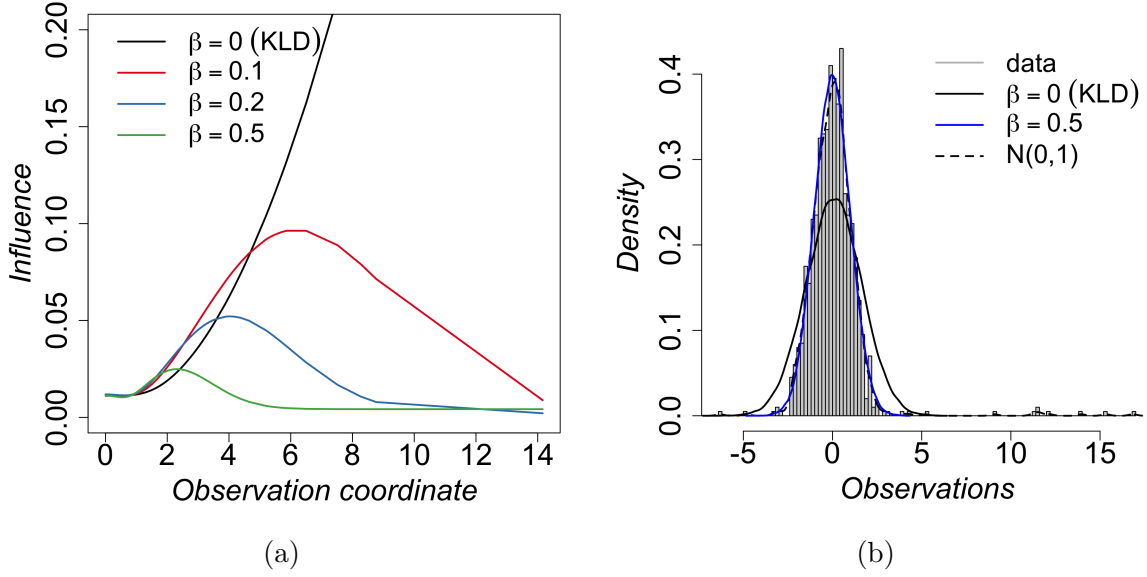 0.20
0.15
0.10
0.05
0.00
Influence
β = 0 (KLD)
β = 0.1
β = 0.2
β = 0.5
0 2 4 6 8 10 12 14
Observation coordinate
(a)
0.4
0.3
0.2
0.1
0.0
Density
data
β = 0 (KLD)
β = 0.5
N(0,1)
-5 0 5 10 15
Observations
(b)